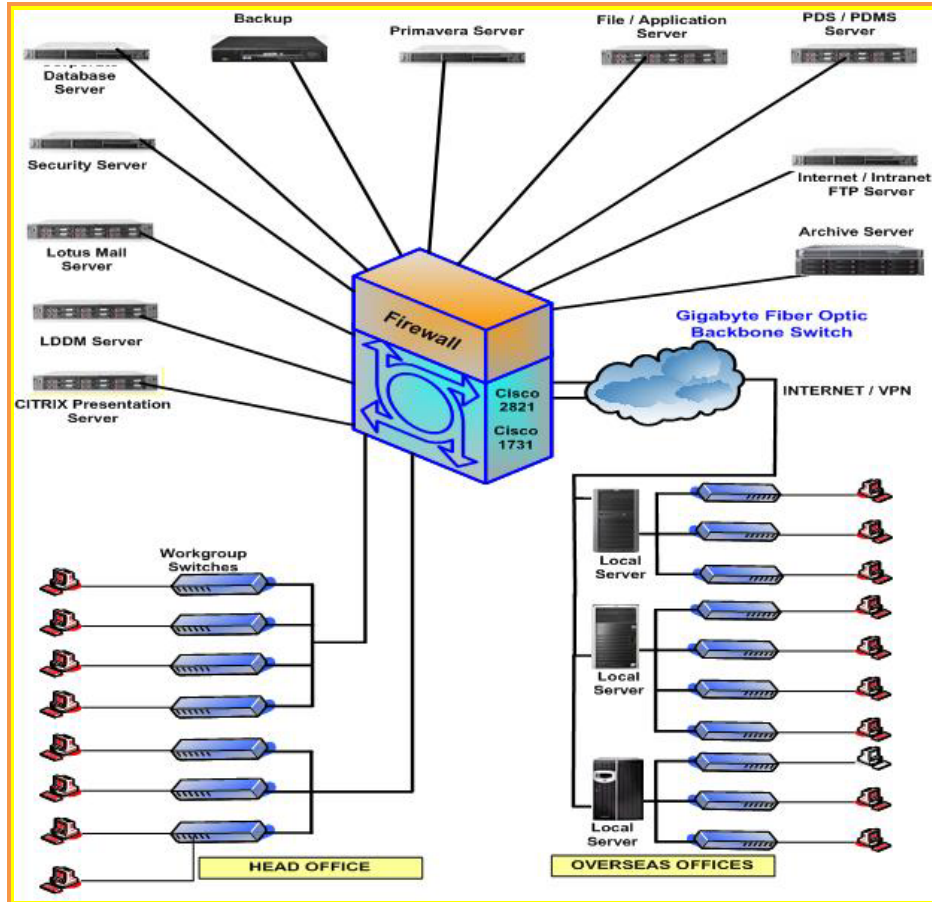 Backup
Primavera Server
File / Application
Server
PDS / PDMS
Server
Corporate
Database
Server
Security Server
Internet / Intranet
FTP Server
Lotus Mail
Server
Archive Server
LDDM Server
CITRIX Presentation
Server
Firewall
Gigabyte Fiber Optic
Backbone Switch
Cisco
2821
Cisco
1731
INTERNET / VPN
Workgroup
Switches
Local
Server
Local
Server
Local
Server
HEAD OFFICE
OVERSEAS OFFICES